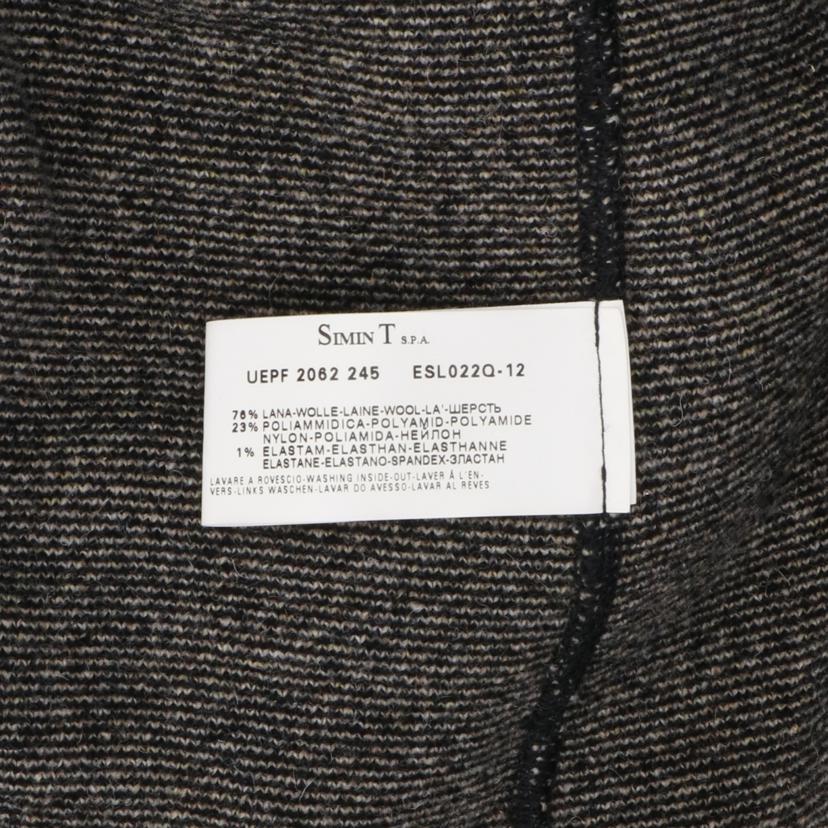 SIMIN T S.P.A.
UEPF 2062 245 ESL022Q-12
76% LANA-WOLLE-LAINE-WOOL-LA'-ШЕРСТЬ
23% POLIAMMIDICA-POLYAMID-POLYAMIDE
NYLON-POLIAMIDA-НЕЙЛОН
1% ELASTAM-ELASTHAN-ELASTHANNE
ELASTANE-ELASTANO-SPANDEX-ЭЛАСТАН
LAVARE A ROVESCIO-WASHING INSIDE-OUT-LAVER À L'EN-
VERS-LINKS WASCHEN-LAVAR DO AVESSO-LAVAR AL REVES